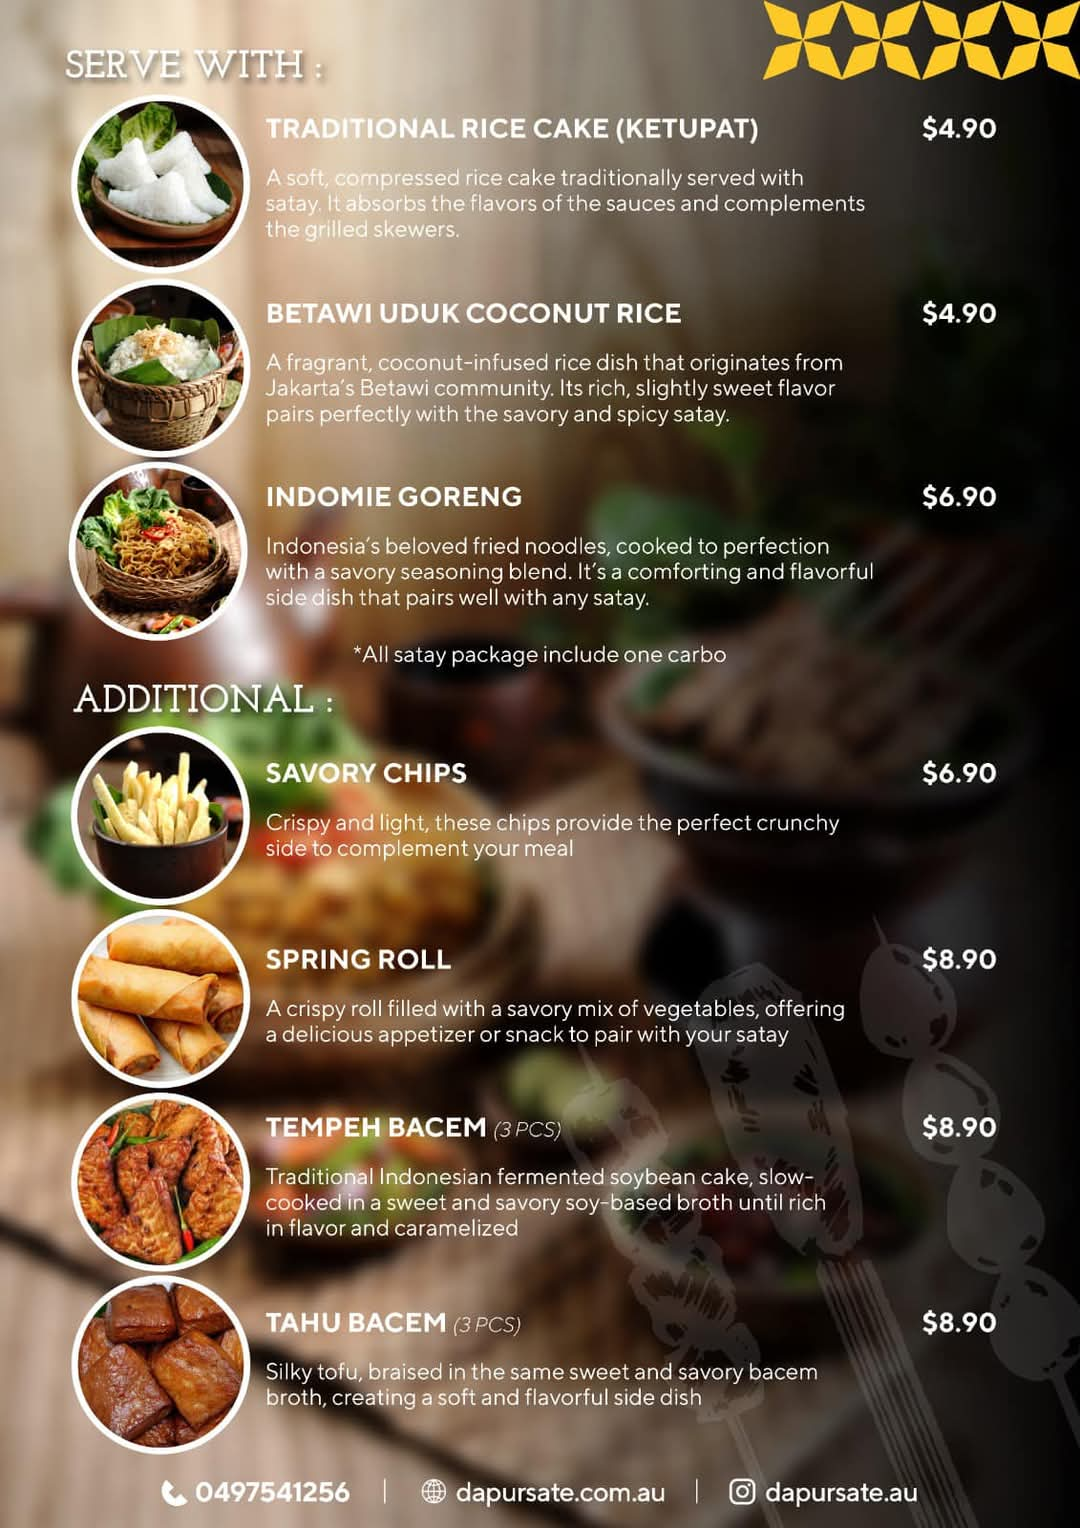 SERVE WITH :
TRADITIONAL RICE CAKE (KETUPAT) $4.90
A soft, compressed rice cake traditionally served with
satay. It absorbs the flavors of the sauces and complements
the grilled skewers.
BETAWI UDUK COCONUT RICE $4.90
A fragrant, coconut-infused rice dish that originates from
Jakarta's Betawi community. Its rich, slightly sweet flavor
pairs perfectly with the savory and spicy satay.
INDOMIE GORENG $6.90
Indonesia's beloved fried noodles, cooked to perfection
with a savory seasoning blend. It's a comforting and flavorful
side dish that pairs well with any satay.
*All satay package include one carbo
ADDITIONAL :
SAVORY CHIPS $6.90
Crispy and light, these chips provide the perfect crunchy
side to complement your meal
SPRING ROLL $8.90
A crispy roll filled with a savory mix of vegetables, offering
a delicious appetizer or snack to pair with your satay
TEMPEH BACEM (3 PCS) $8.90
Traditional Indonesian fermented soybean cake, slow-
cooked in a sweet and savory soy-based broth until rich
in flavor and caramelized
TAHU BACEM (3 PCS) $8.90
Silky tofu, braised in the same sweet and savory bacem
broth, creating a soft and flavorful side dish
0497541256 | dapursate.com.au | dapursate.au